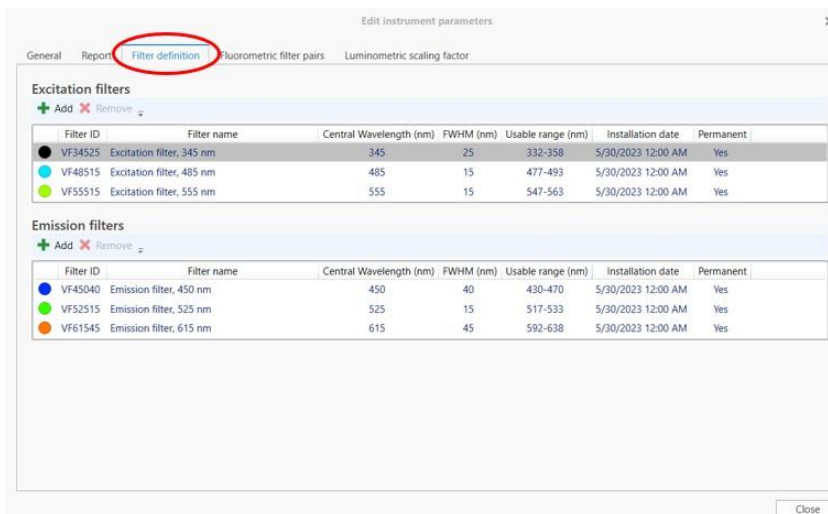 Edit instrument parameters
General Report Filter definition Fluorometric filter pairs Luminometric scaling factor
Excitation filters
Add Remove
Filter ID Filter name Central Wavelength (nm) FWHM (nm) Usable range (nm) Installation date Permanent
VF34525 Excitation filter, 345 nm 345 25 332-358 5/30/2023 12:00 AM Yes
VF48515 Excitation filter, 485 nm 485 15 477-493 5/30/2023 12:00 AM Yes
VF55515 Excitation filter, 555 nm 555 15 547-563 5/30/2023 12:00 AM Yes
Emission filters
Add Remove
Filter ID Filter name Central Wavelength (nm) FWHM (nm) Usable range (nm) Installation date Permanent
VF45040 Emission filter, 450 nm 450 40 430-470 5/30/2023 12:00 AM Yes
VF52515 Emission filter, 525 nm 525 15 517-533 5/30/2023 12:00 AM Yes
VF61545 Emission filter, 615 nm 615 45 592-638 5/30/2023 12:00 AM Yes
Close